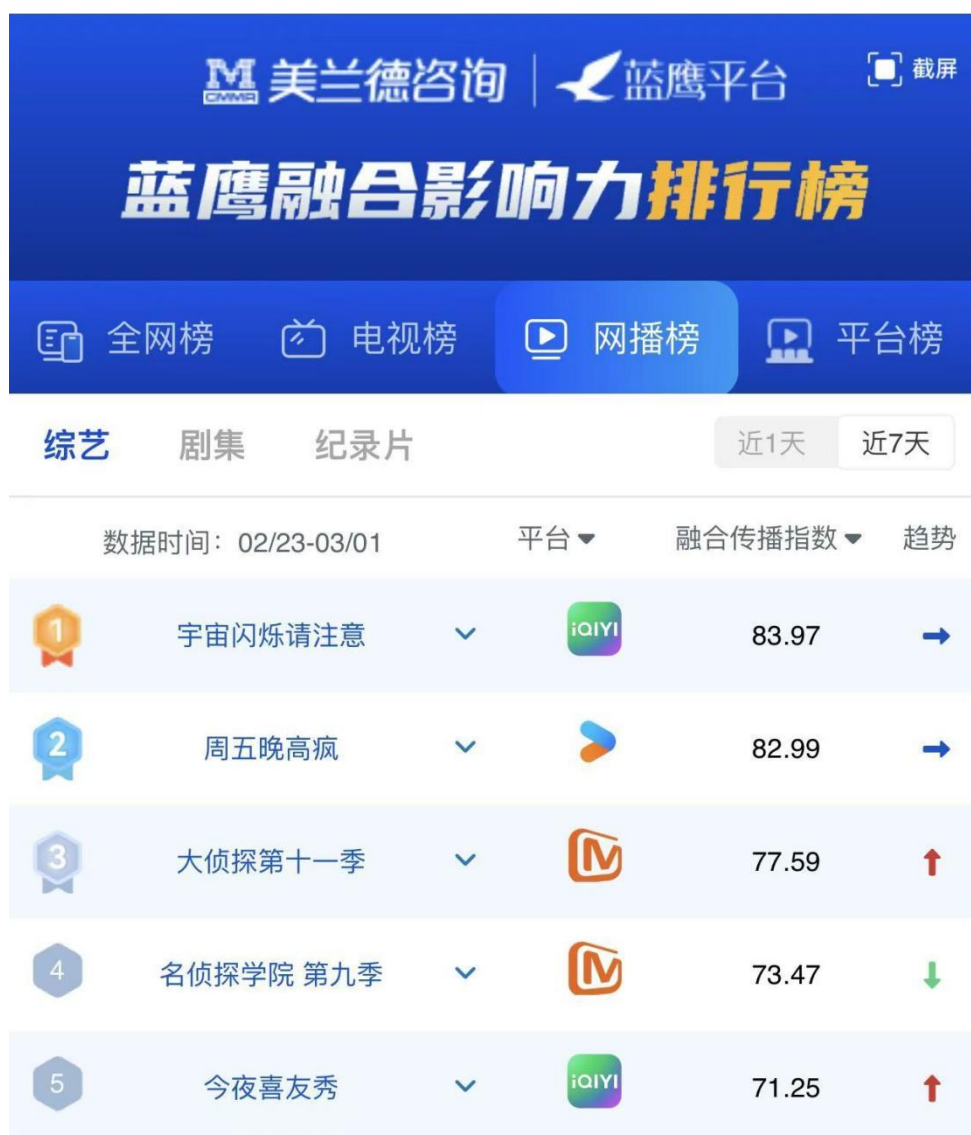 CMMR 美兰德咨询 蓝鹰平台 截屏
蓝鹰融合影响力排行榜
全网榜 电视榜 网播榜 平台榜
综艺 剧集 纪录片 近1天 近7天
数据时间：02/23-03/01 平台 融合传播指数 趋势
1 宇宙闪烁请注意 iQIYI 83.97
2 周五晚高疯 82.99
3 大侦探第十一季 77.59
4 名侦探学院 第九季 73.47
5 今夜喜友秀 iQIYI 71.25